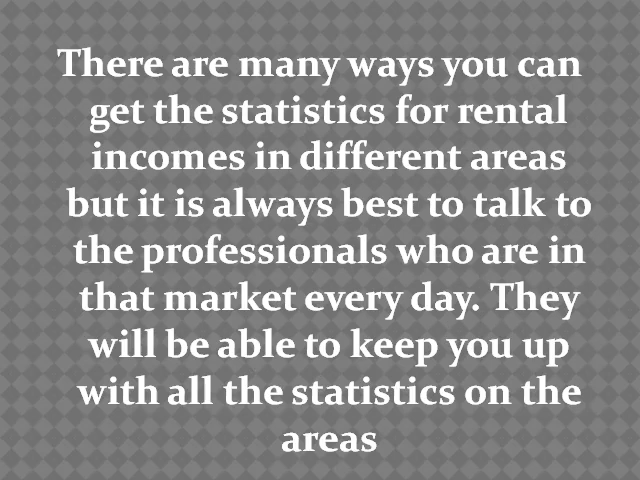 There are many ways you can
get the statistics for rental
incomes in different areas
but it is always best to talk to
the professionals who are in
that market every day. They
will be able to keep you up
with all the statistics on the
areas